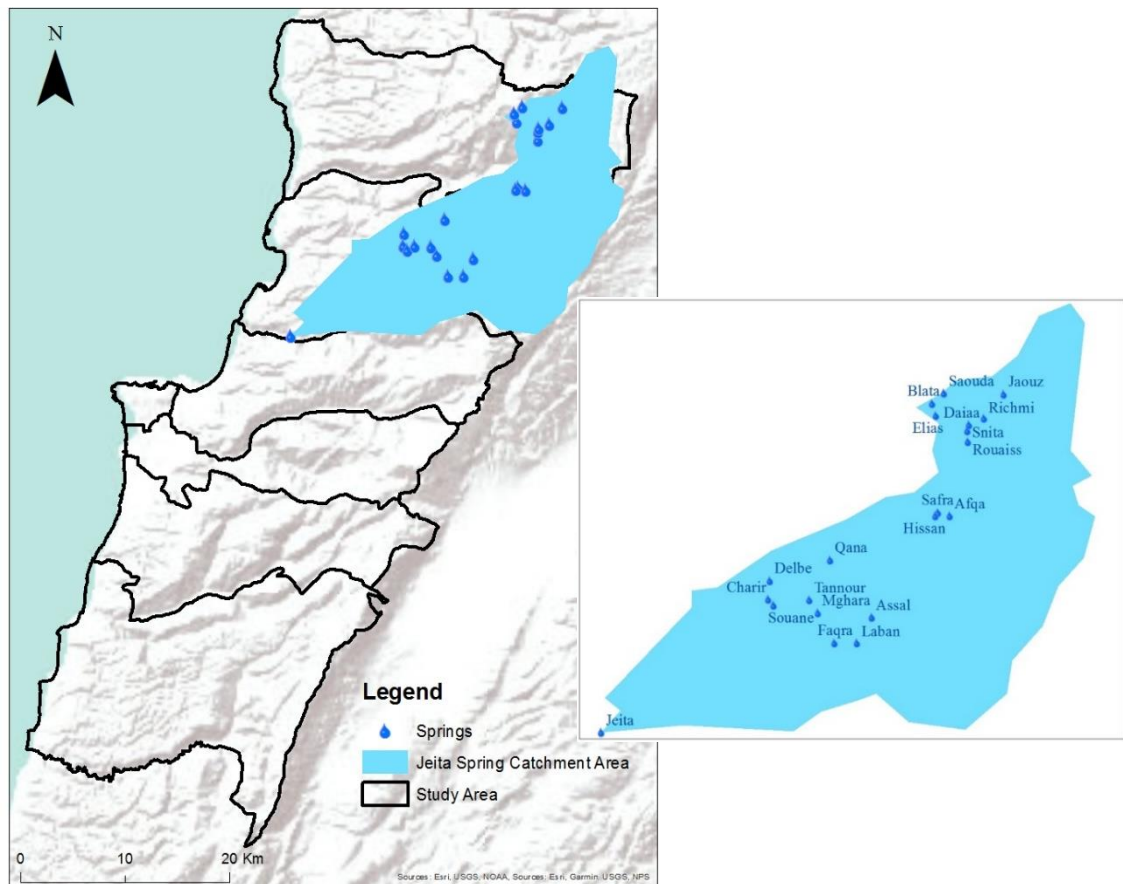 N
Legend
Springs
Jeita Spring Catchment Area
Study Area
0 10 20 Km
Sources: Esri, USGS, NOAA, Sources: Esri, Garmin, USGS, NPS
Saouda
Jaouz
Blata
Daiaa
Richmi
Elias
Snita
Rouaiss
Safra
Afqa
Hissan
Qana
Delbe
Charir
Tannour
Mghara
Assal
Souane
Faqra
Laban
Jeita